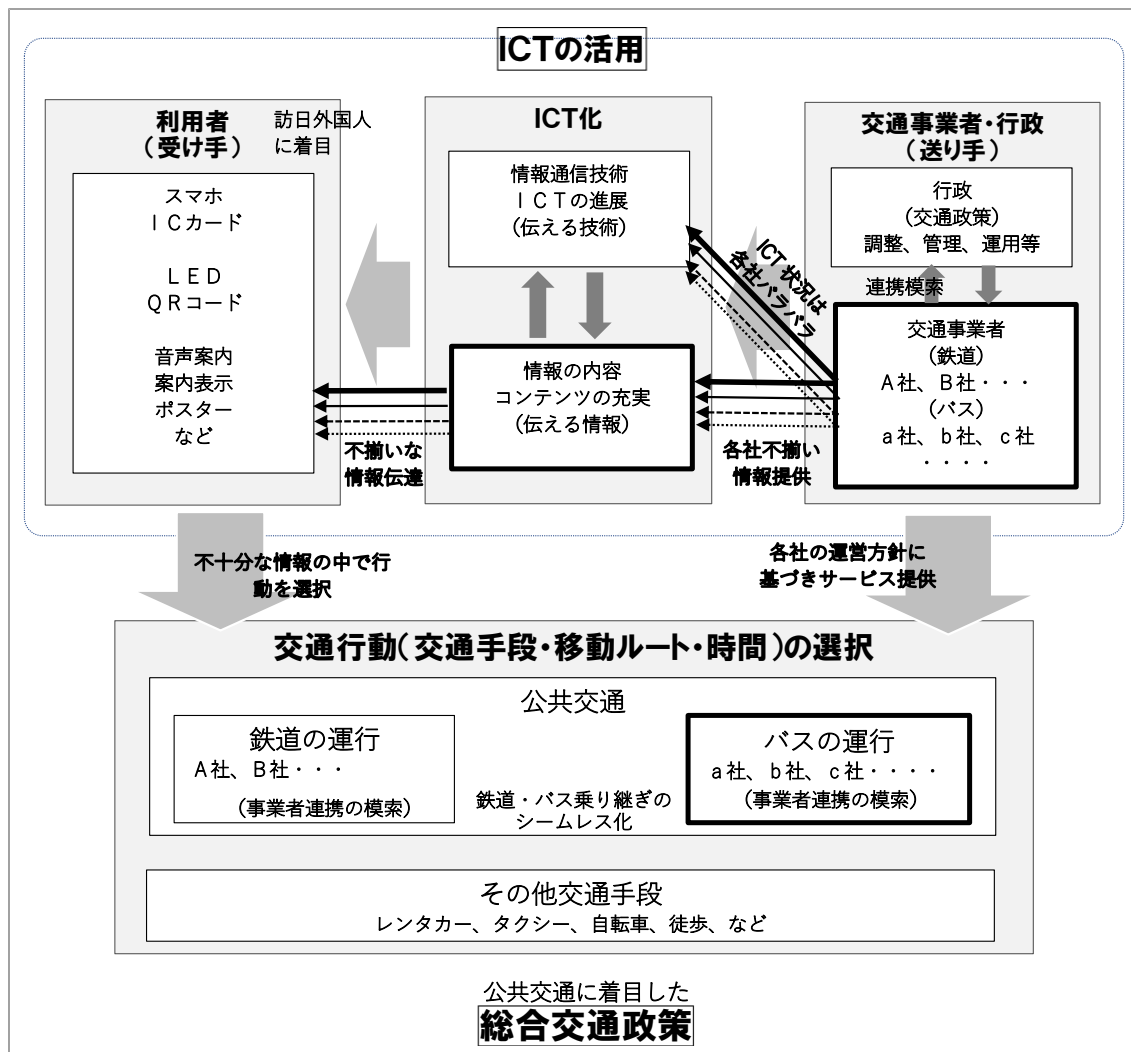 ICTの活用
利用者
(受け手)
訪日外国人
に着目
スマホ
ICカード
LED
QRコード
音声案内
案内表示
ポスター
など
ICT化
情報通信技術
ICTの進展
(伝える技術)
情報の内容
コンテンツの充実
(伝える情報)
不揃いな
情報伝達
交通事業者・行政
(送り手)
行政
(交通政策)
調整、管理、運用等
連携模索
交通事業者
(鉄道)
A社、B社・・・
(バス)
a社、b社、c社
・・・・
ICT状況は
各社バラバラ
各社不揃い
情報提供
不十分な情報の中で行
動を選択
各社の運営方針に
基づきサービス提供
交通行動(交通手段・移動ルート・時間)の選択
公共交通
鉄道の運行
A社、B社・・・
(事業者連携の模索)
鉄道・バス乗り継ぎの
シームレス化
バスの運行
a社、b社、c社・・・・
(事業者連携の模索)
その他交通手段
レンタカー、タクシー、自転車、徒歩、など
公共交通に着目した
総合交通政策